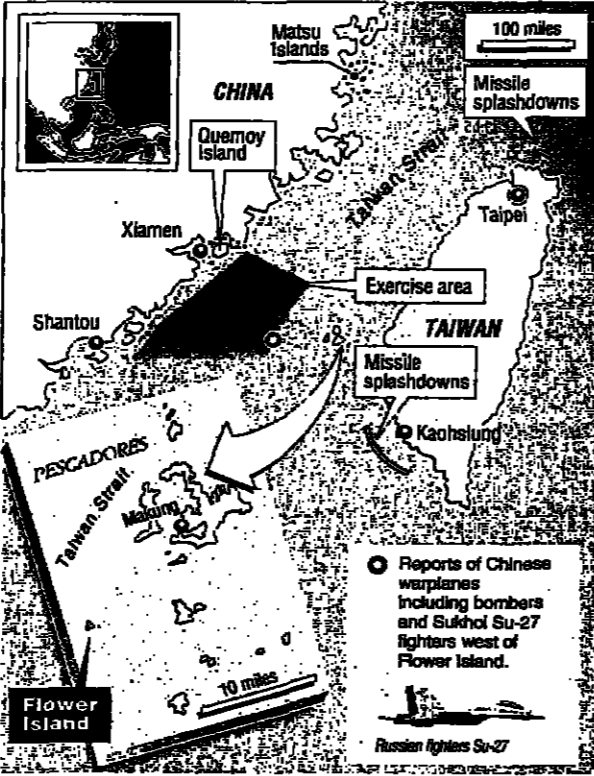 Matsu
Islands
100 miles
CHINA
Missile
splashdowns
Quemoy
Island
Taiwan Strait
Taipei
Xiamen
Exercise area
Shantou
TAIWAN
Missile
splashdowns
Kaohsiung
PESCADORES
Taiwan Strait
Makung
10 miles
Flower
Island
Reports of Chinese
warplanes
including bombers
and Sukhoi Su-27
fighters west of
Flower Island.
Russian fighters Su-27